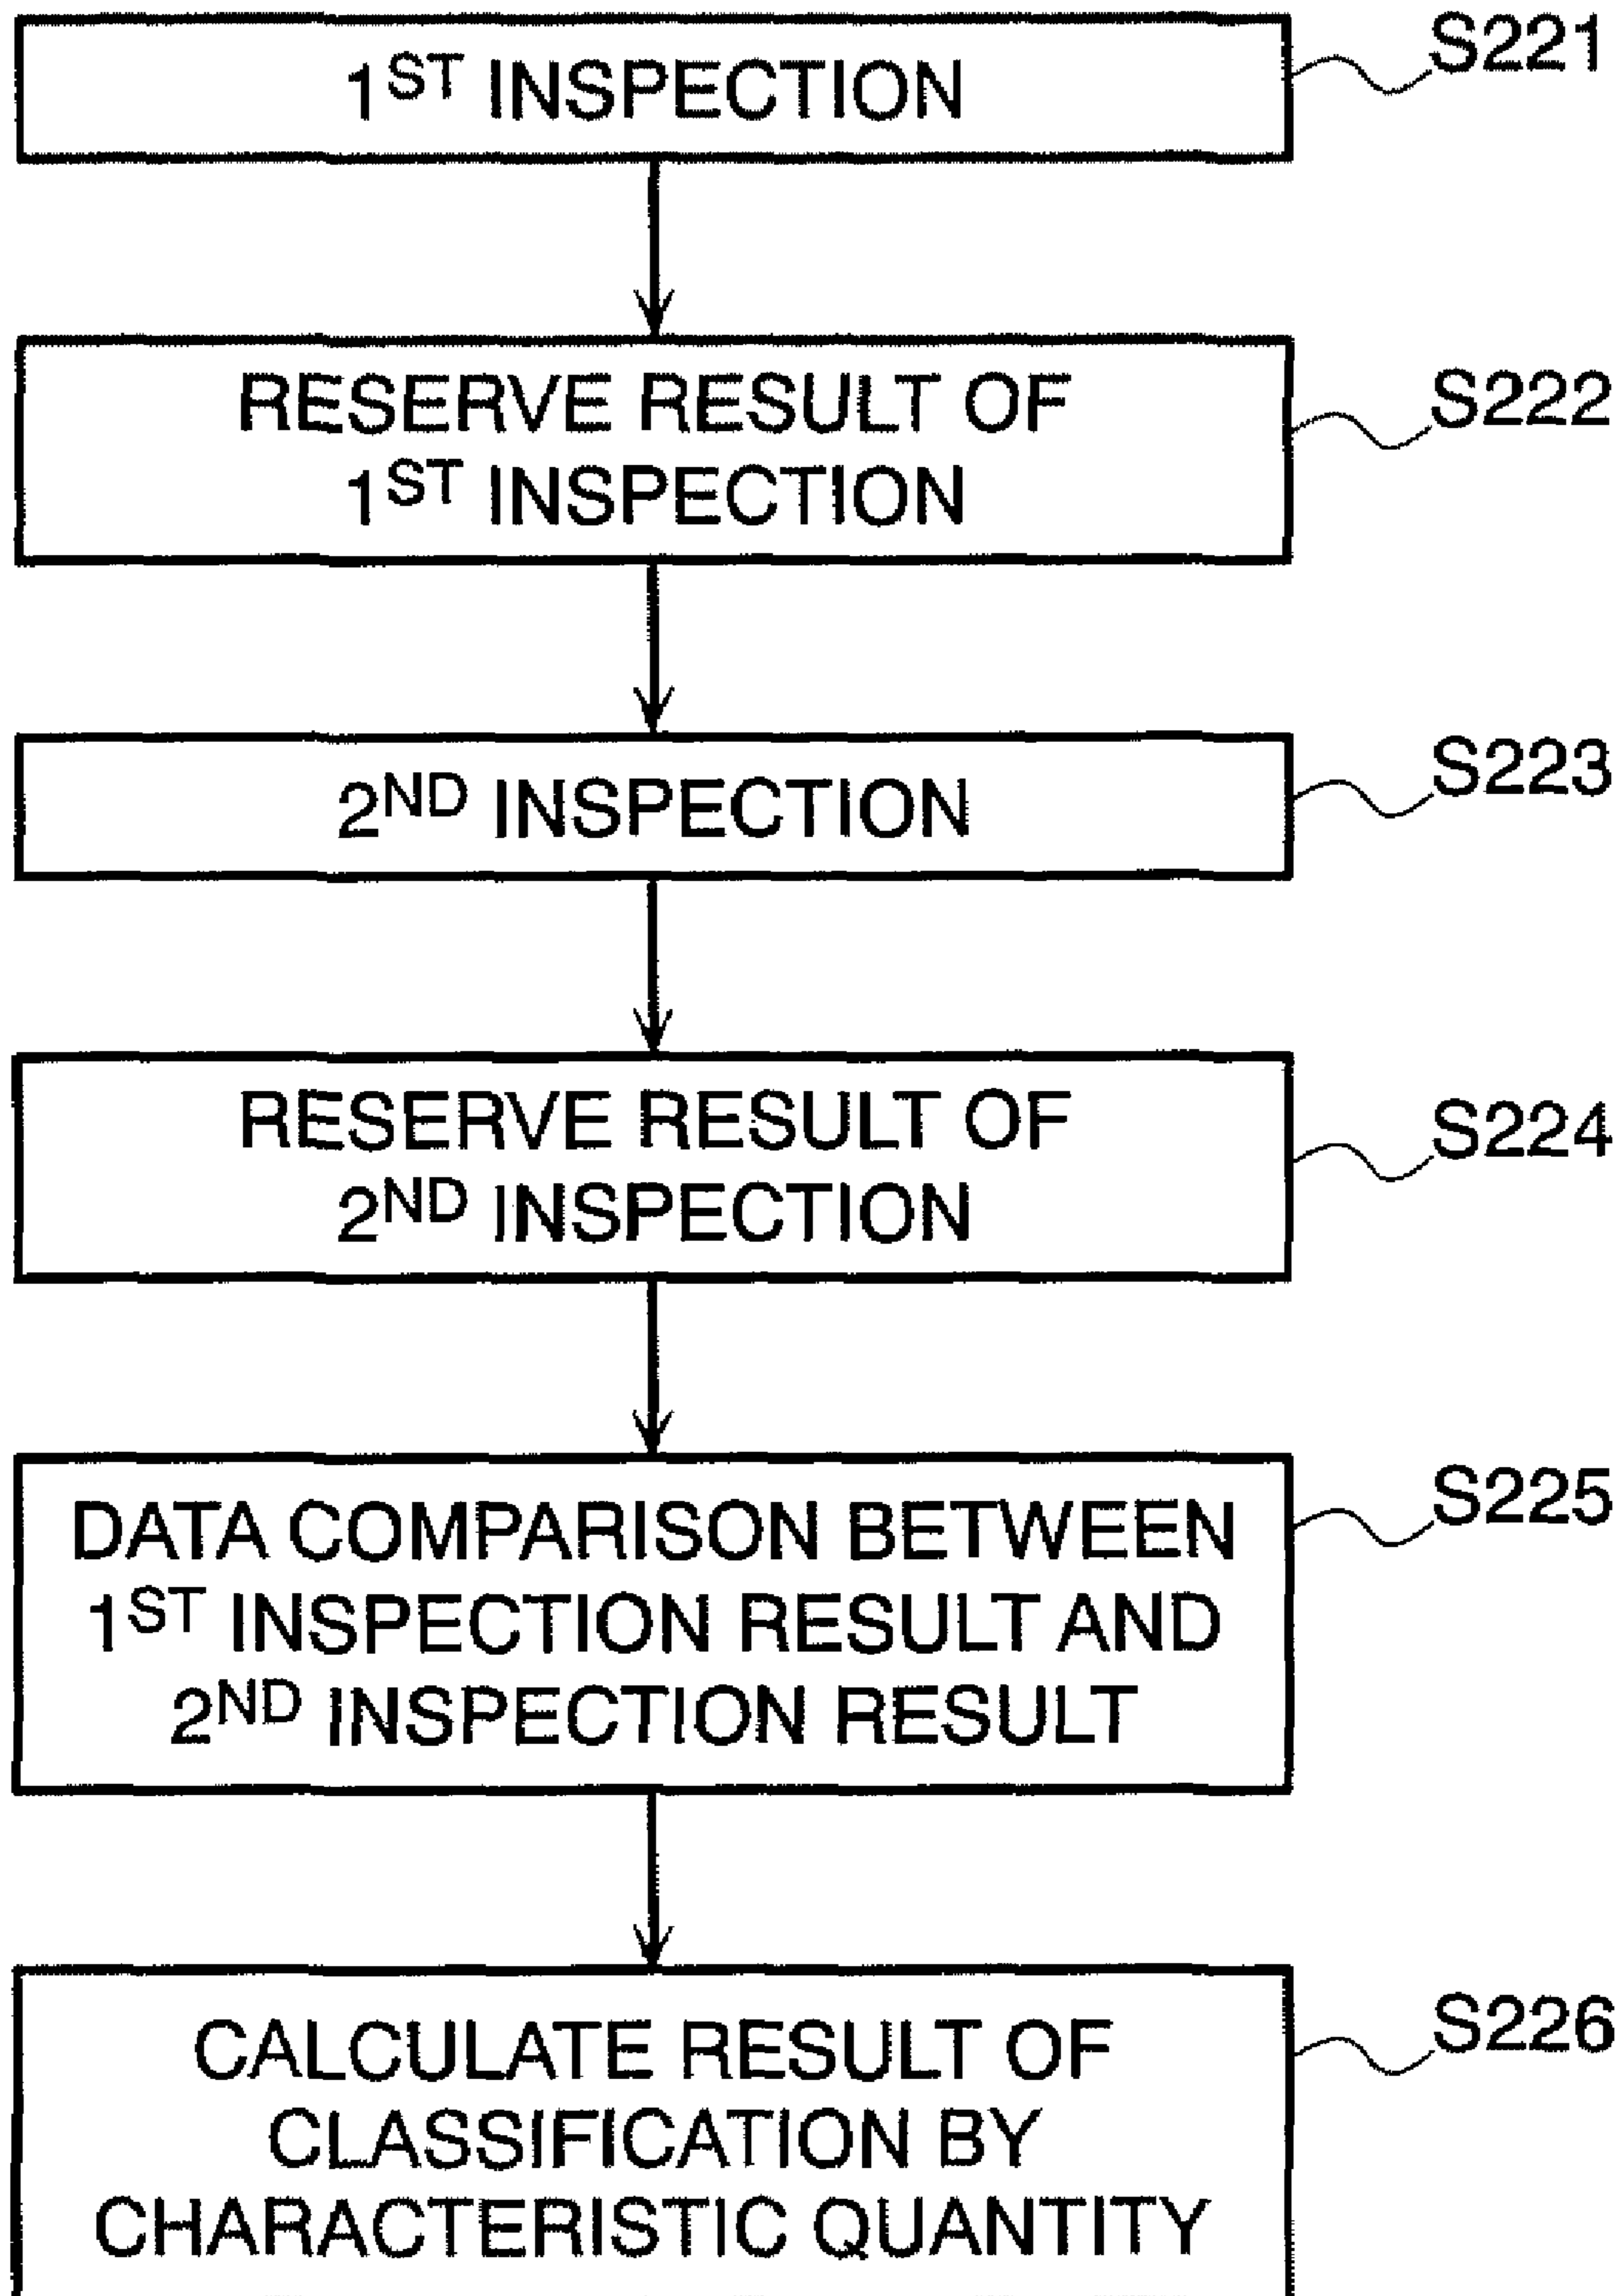 1ST INSPECTION
S221
RESERVE RESULT OF
1ST INSPECTION
S222
2ND INSPECTION
S223
RESERVE RESULT OF
2ND INSPECTION
S224
DATA COMPARISON BETWEEN
1ST INSPECTION RESULT AND
2ND INSPECTION RESULT
S225
CALCULATE RESULT OF
CLASSIFICATION BY
CHARACTERISTIC QUANTITY
S226